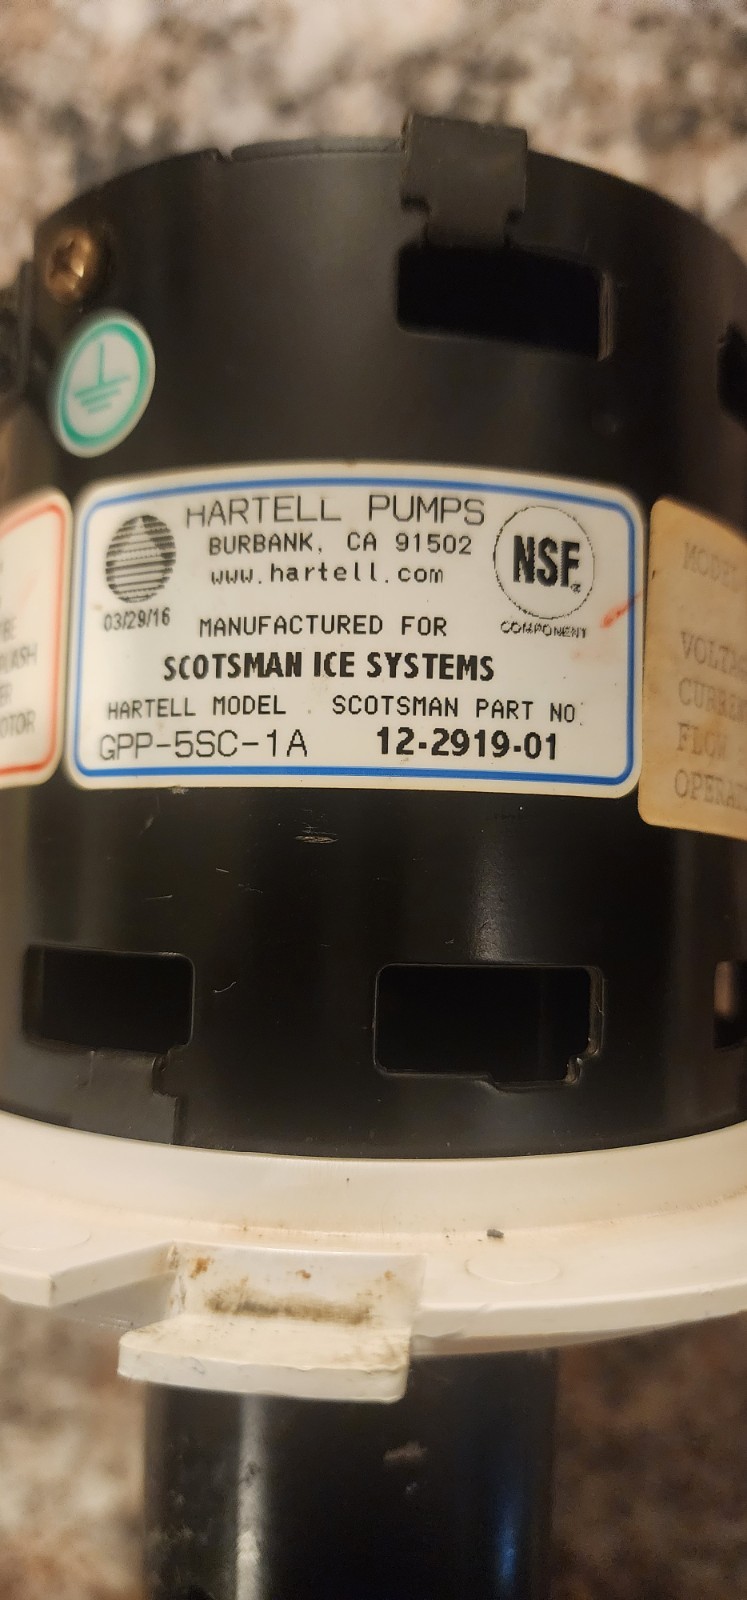 HARTELL PUMPS
BURBANK, CA 91502
www.hartell.com
NSF
COMPONENT
03/29/16
MANUFACTURED FOR
SCOTSMAN ICE SYSTEMS
HARTELL MODEL SCOTSMAN PART NO.
GPP-5SC-1A 12-2919-01